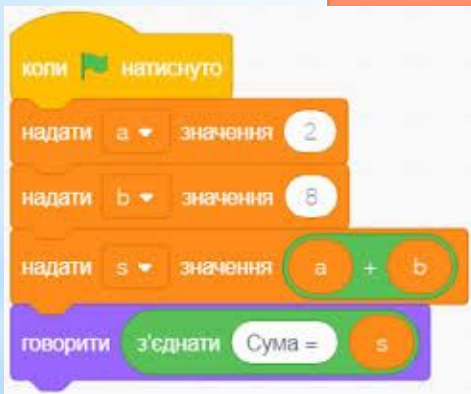 коли натиснуто
надати a значення 2
надати b значення 8
надати s значення a + b
говорити з'єднати Сума = s